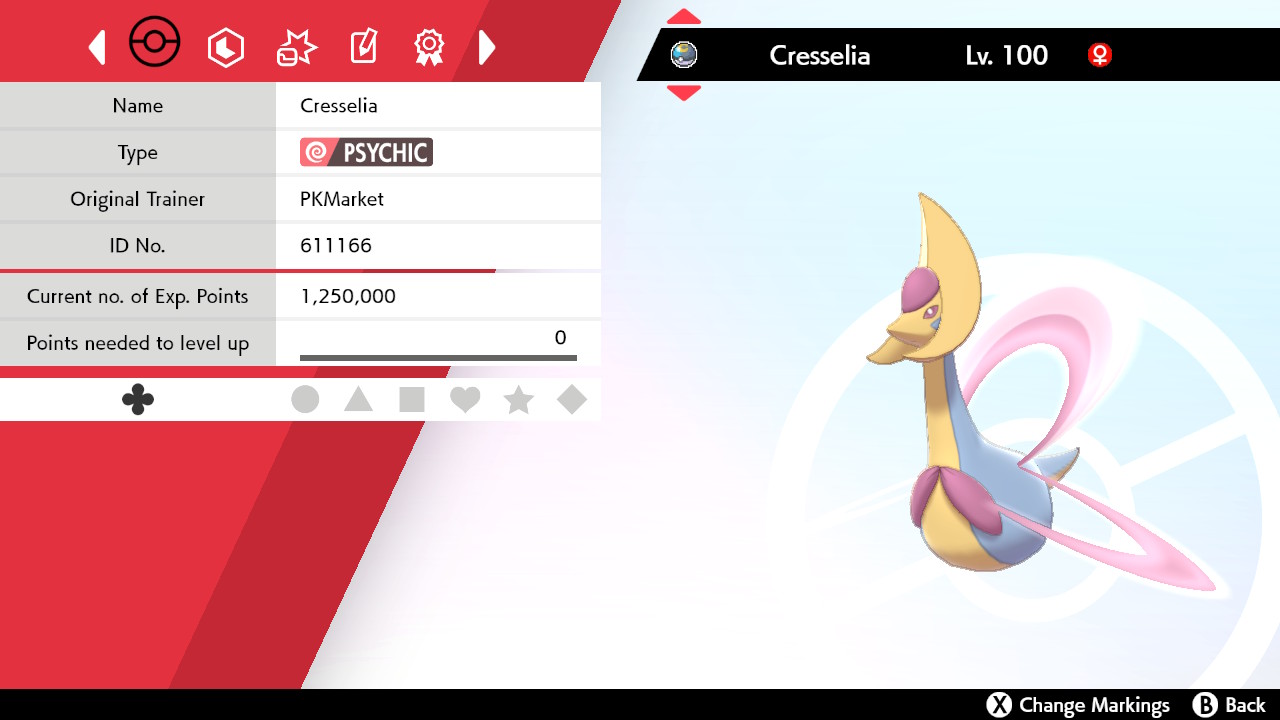 Cresselia Lv. 100
Name Cresselia
Type PSYCHIC
Original Trainer PKMarket
ID No. 611166
Current no. of Exp. Points 1,250,000
Points needed to level up 0
X Change Markings B Back